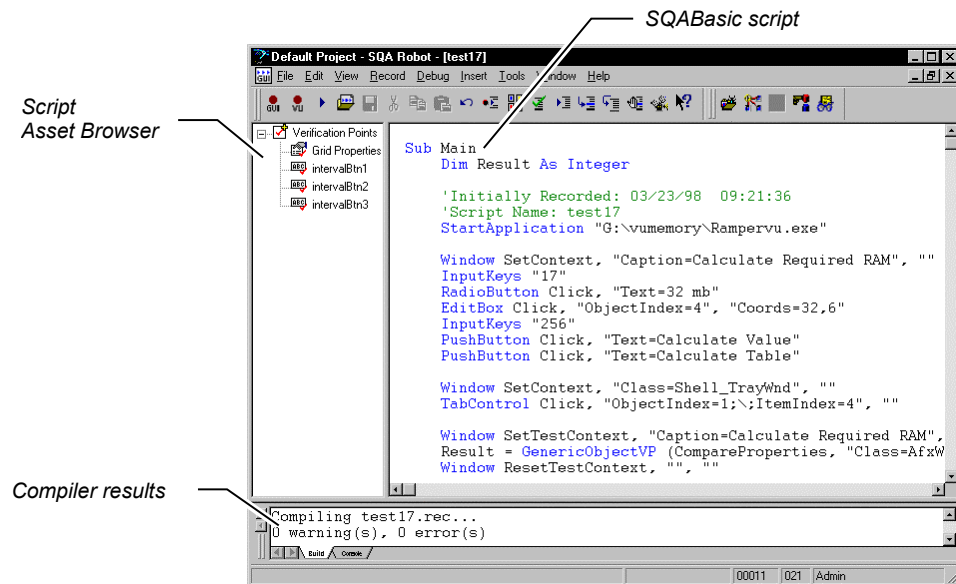 SQABasic script
Default Project - SQA Robot - [test17]
GUI File Edit View Record Debug Insert Tools Window Help
GUI VU
Script
Asset Browser
Verification Points
Grid Properties
intervalBtn1
intervalBtn2
intervalBtn3
Sub Main
Dim Result As Integer
'Initially Recorded: 03/23/98 09:21:36
'Script Name: test17
StartApplication "G:\vumemory\Rampervu.exe"
Window SetContext, "Caption=Calculate Required RAM", ""
InputKeys "17"
RadioButton Click, "Text=32 mb"
EditBox Click, "ObjectIndex=4", "Coords=32,6"
InputKeys "256"
PushButton Click, "Text=Calculate Value"
PushButton Click, "Text=Calculate Table"
Window SetContext, "Class=Shell_TrayWnd", ""
TabControl Click, "ObjectIndex=1;\;ItemIndex=4", ""
Window SetTestContext, "Caption=Calculate Required RAM",
Result = GenericObjectVP (CompareProperties, "Class=AfxW
Window ResetTestContext, "", ""
Compiler results
Compiling test17.rec...
0 warning(s), 0 error(s)
Build Console
00011 021 Admin